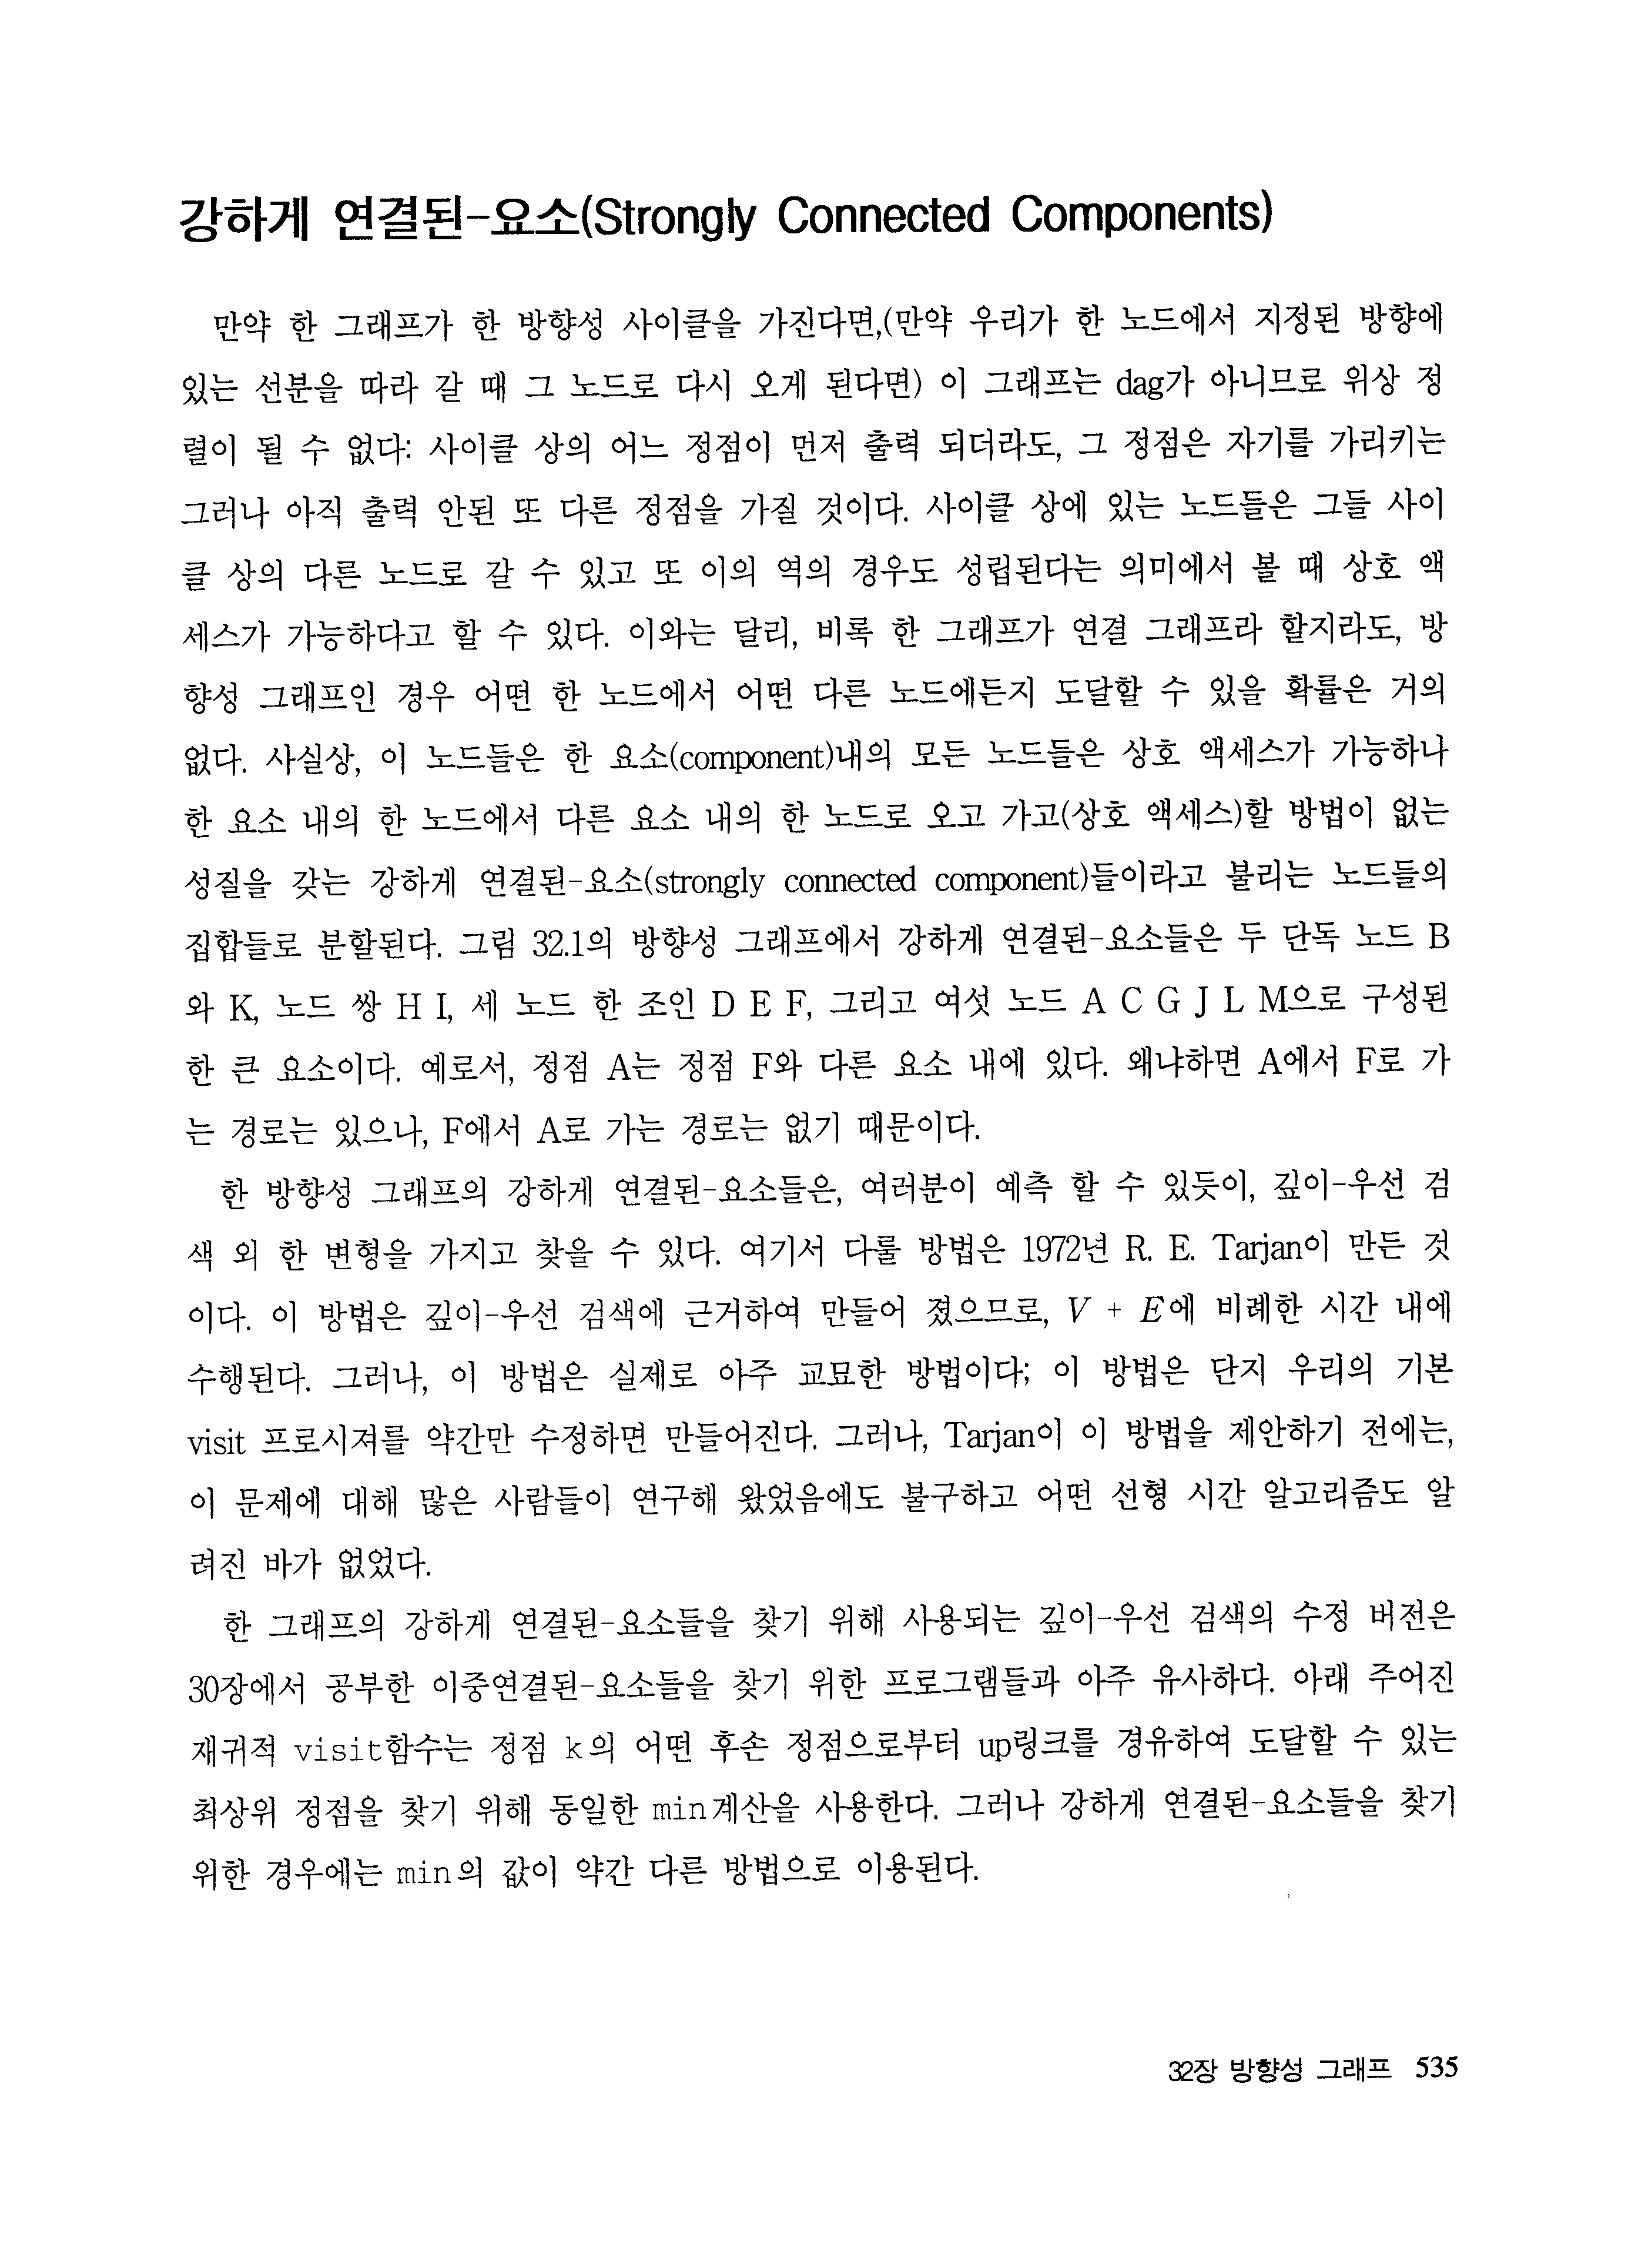 강하게 연결된-요소(Strongly Connected Components)
만약 한 그래프가 한 방향성 사이클을 가진다면,(만약 우리가 한 노드에서 지정된 방향에
있는 선분을 따라 갈 때 그 노드로 다시 오게 된다면) 이 그래프는 dag가 아니므로 위상 정
렬이 될 수 없다: 사이클 상의 어느 정점이 먼저 출력 되더라도, 그 정점은 자기를 가리키는
그러나 아직 출력 안된 또 다른 정점을 가질 것이다. 사이클 상에 있는 노드들은 그들 사이
클 상의 다른 노드로 갈 수 있고 또 이의 역의 경우도 성립된다는 의미에서 볼 때 상호 액
세스가 가능하다고 할 수 있다. 이와는 달리, 비록 한 그래프가 연결 그래프라 할지라도, 방
향성 그래프인 경우 어떤 한 노드에서 어떤 다른 노드에든지 도달할 수 있을 확률은 거의
없다. 사실상, 이 노드들은 한 요소(component)내의 모든 노드들은 상호 액세스가 가능하나
한 요소 내의 한 노드에서 다른 요소 내의 한 노드로 오고 가고(상호 액세스)할 방법이 없는
성질을 갖는 강하게 연결된-요소(strongly connected component)들이라고 불리는 노드들의
집합들로 분할된다. 그림 32.1의 방향성 그래프에서 강하게 연결된-요소들은 두 단독 노드 B
와 K, 노드 쌍 H I, 세 노드 한 조인 D E F, 그리고 여섯 노드 A C G J L M으로 구성된
한 큰 요소이다. 예로서, 정점 A는 정점 F와 다른 요소 내에 있다. 왜냐하면 A에서 F로 가
는 경로는 있으나, F에서 A로 가는 경로는 없기 때문이다.
한 방향성 그래프의 강하게 연결된-요소들은, 여러분이 예측 할 수 있듯이, 깊이-우선 검
색 외 한 변형을 가지고 찾을 수 있다. 여기서 다룰 방법은 1972년 R. E. Tarjan이 만든 것
이다. 이 방법은 깊이-우선 검색에 근거하여 만들어 졌으므로, V + E에 비례한 시간 내에
수행된다. 그러나, 이 방법은 실제로 아주 교묘한 방법이다; 이 방법은 단지 우리의 기본
visit 프로시져를 약간만 수정하면 만들어진다. 그러나, Tarjan이 이 방법을 제안하기 전에는,
이 문제에 대해 많은 사람들이 연구해 왔었음에도 불구하고 어떤 선형 시간 알고리즘도 알
려진 바가 없었다.
한 그래프의 강하게 연결된-요소들을 찾기 위해 사용되는 깊이-우선 검색의 수정 버전은
30장에서 공부한 이중연결된-요소들을 찾기 위한 프로그램들과 아주 유사하다. 아래 주어진
재귀적 visit함수는 정점 k의 어떤 후손 정점으로부터 up링크를 경유하여 도달할 수 있는
최상위 정점을 찾기 위해 동일한 min계산을 사용한다. 그러나 강하게 연결된-요소들을 찾기
위한 경우에는 min의 값이 약간 다른 방법으로 이용된다.
32장 방향성 그래프 535